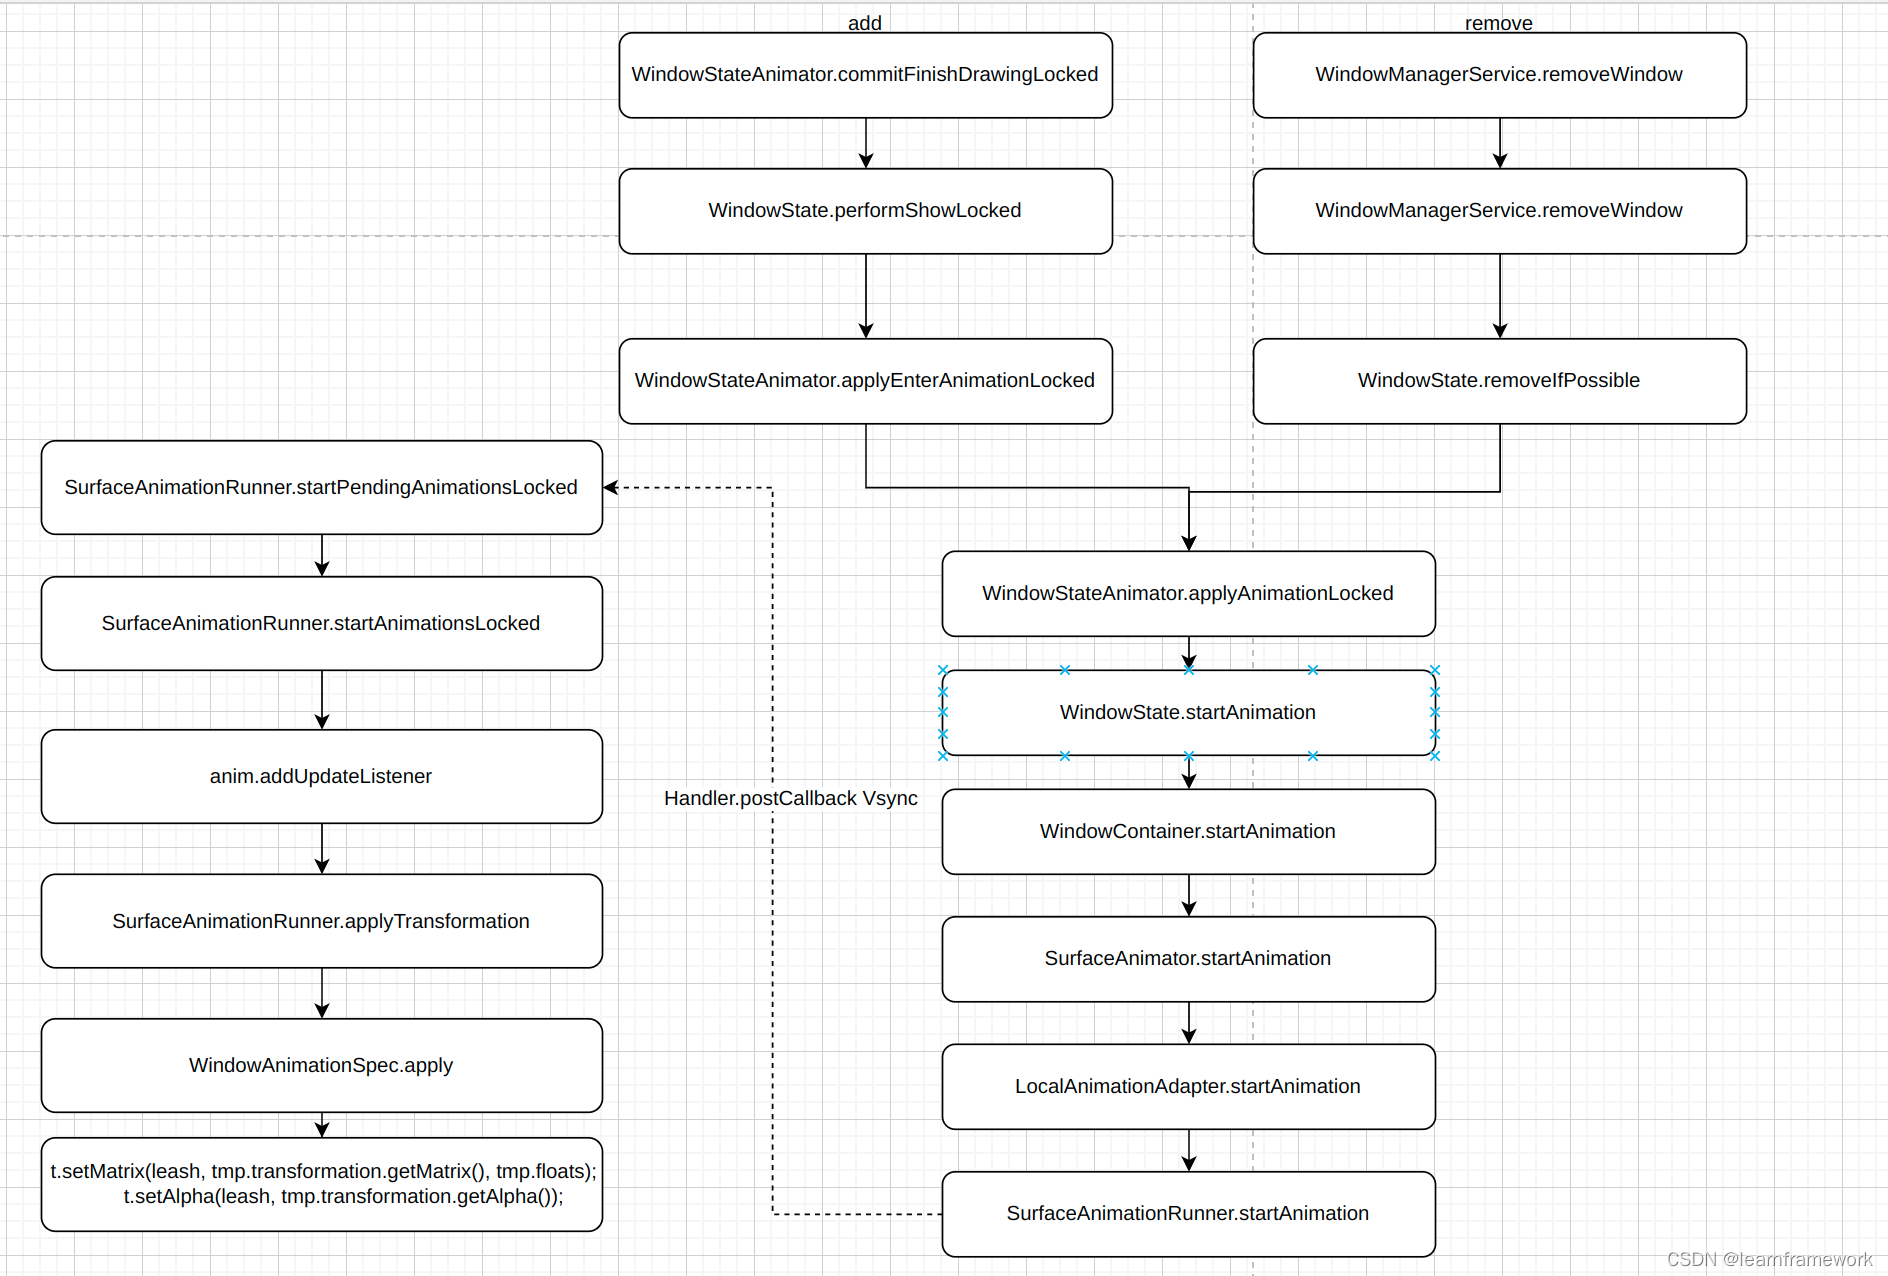 add
WindowStateAnimator.commitFinishDrawingLocked
WindowState.performShowLocked
WindowStateAnimator.applyEnterAnimationLocked
remove
WindowManagerService.removeWindow
WindowManagerService.removeWindow
WindowState.removeIfPossible
WindowStateAnimator.applyAnimationLocked
WindowState.startAnimation
WindowContainer.startAnimation
SurfaceAnimator.startAnimation
LocalAnimationAdapter.startAnimation
SurfaceAnimationRunner.startAnimation
Handler.postCallback Vsync
SurfaceAnimationRunner.startPendingAnimationsLocked
SurfaceAnimationRunner.startAnimationsLocked
anim.addUpdateListener
SurfaceAnimationRunner.applyTransformation
WindowAnimationSpec.apply
t.setMatrix(leash, tmp.transformation.getMatrix(), tmp.floats);
t.setAlpha(leash, tmp.transformation.getAlpha());
CSDN @learnframework